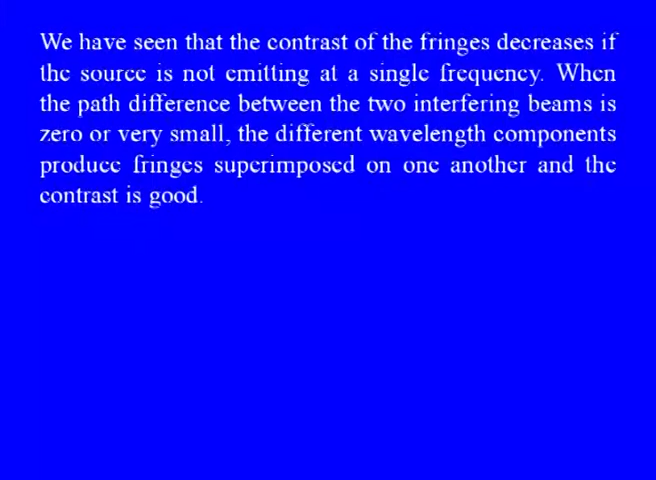 We have seen that the contrast of the fringes decreases if
the source is not emitting at a single frequency. When
the path difference between the two interfering beams is
zero or very small, the different wavelength components
produce fringes superimposed on one another and the
contrast is good.